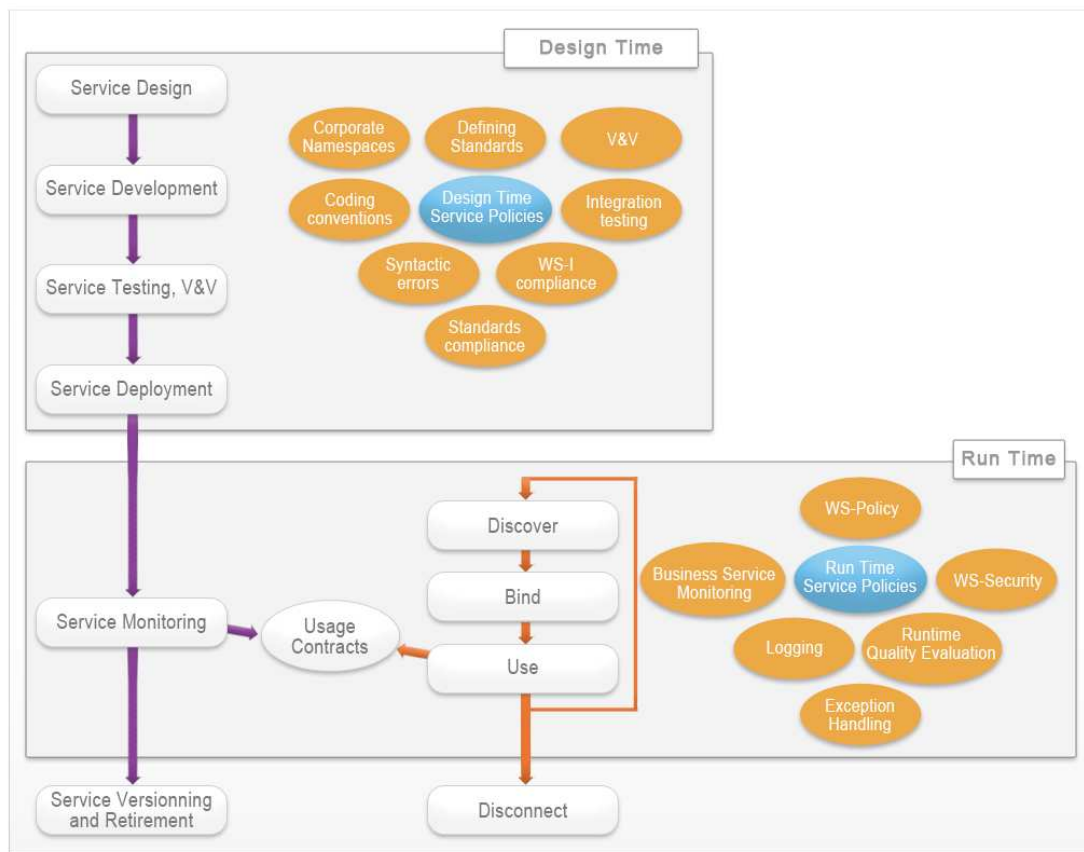 Design Time
Service Design
Service Development
Service Testing, V&V
Service Deployment
Corporate
Namespaces
Defining
Standards
V&V
Coding
conventions
Design Time
Service Policies
Integration
testing
Syntactic
errors
WS-I
compliance
Standards
compliance
Run Time
Service Monitoring
Usage
Contracts
Discover
Bind
Use
WS-Policy
Business Service
Monitoring
Run Time
Service Policies
WS-Security
Logging
Runtime
Quality Evaluation
Exception
Handling
Service Versionning
and Retirement
Disconnect